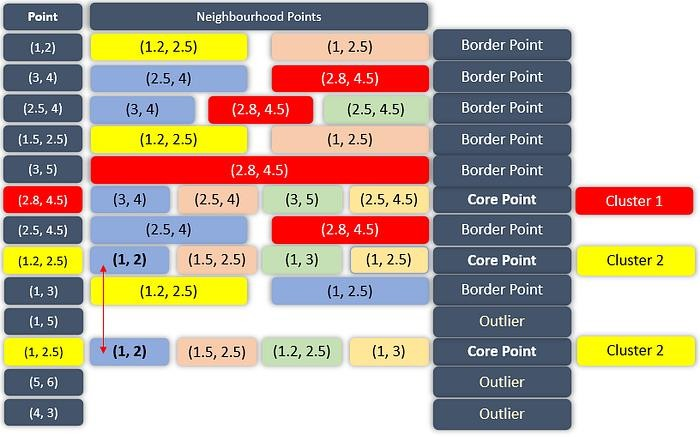 Point Neighbourhood Points
(1,2) (1.2, 2.5) (1, 2.5) Border Point
(3, 4) (2.5, 4) (2.8, 4.5) Border Point
(2.5, 4) (3, 4) (2.8, 4.5) (2.5, 4.5) Border Point
(1.5, 2.5) (1.2, 2.5) (1, 2.5) Border Point
(3, 5) (2.8, 4.5) Border Point
(2.8, 4.5) (3, 4) (2.5, 4) (3, 5) (2.5, 4.5) Core Point Cluster 1
(2.5, 4.5) (2.5, 4) (2.8, 4.5) Border Point
(1.2, 2.5) (1, 2) (1.5, 2.5) (1, 3) (1, 2.5) Core Point Cluster 2
(1, 3) (1.2, 2.5) (1, 2.5) Border Point
(1, 5) Outlier
(1, 2.5) (1, 2) (1.5, 2.5) (1.2, 2.5) (1, 3) Core Point Cluster 2
(5, 6) Outlier
(4, 3) Outlier